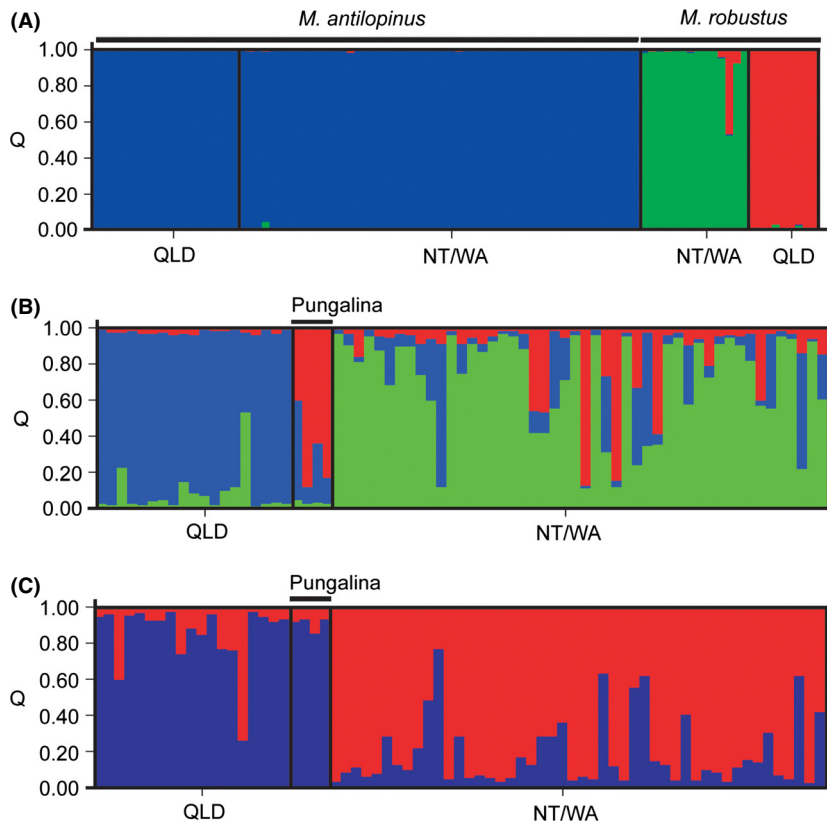 (A)
M. antilopinus
M. robustus
1.00
0.80
0.60
0.40
0.20
0.00
Q
QLD
NT/WA
NT/WA
QLD
(B)
Pungalina
1.00
0.80
0.60
0.40
0.20
0.00
Q
QLD
NT/WA
(C)
Pungalina
1.00
0.80
0.60
0.40
0.20
0.00
Q
QLD
NT/WA